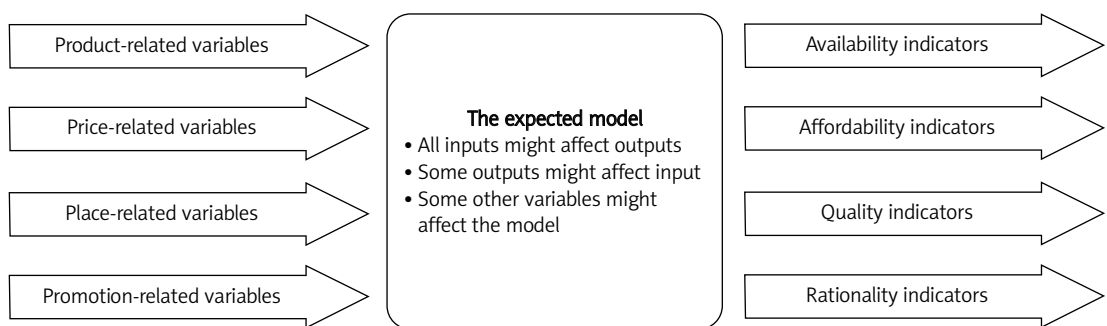 Product-related variables
Price-related variables
Place-related variables
Promotion-related variables
The expected model
• All inputs might affect outputs
• Some outputs might affect input
• Some other variables might
affect the model
Availability indicators
Affordability indicators
Quality indicators
Rationality indicators